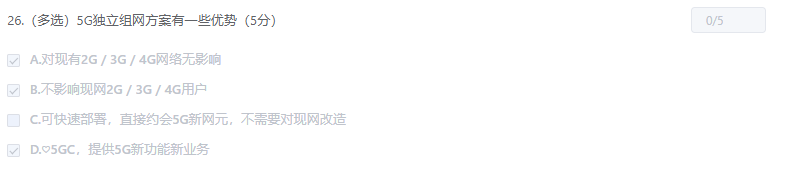 26.（多选）5G独立组网方案有一些优势（5分）
0/5
A.对现有2G / 3G / 4G网络无影响
B.不影响现网2G / 3G / 4G用户
C.可快速部署，直接约会5G新网元，不需要对现网改造
D.♡5GC，提供5G新功能新业务